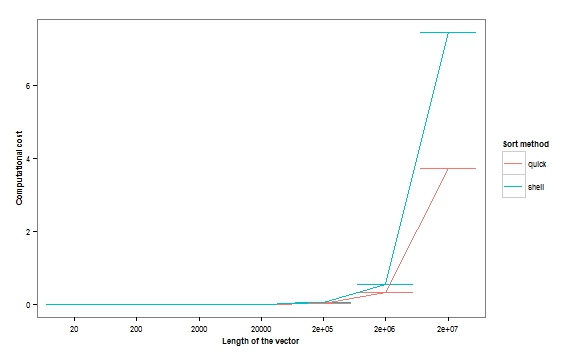 6
4
2
0
Computational cost
20 200 2000 20000 2e+05 2e+06 2e+07
Length of the vector
Sort method
quick
shell